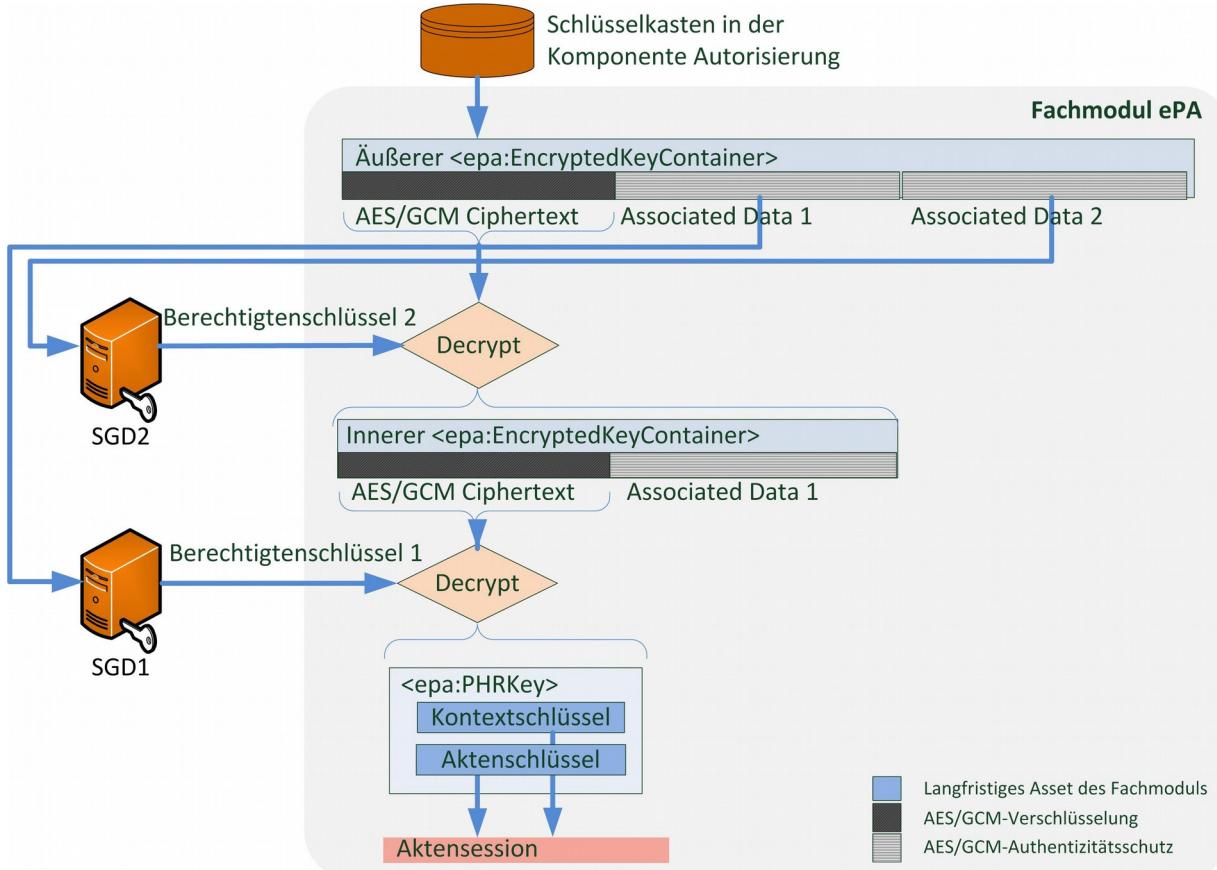 Schlüsselkasten in der
Komponente Autorisierung
Fachmodul ePA
Äußerer <epa:EncryptedKeyContainer>
AES/GCM Ciphertext
Associated Data 1
Associated Data 2
Berechtigtenschlüssel 2
Decrypt
SGD2
Innerer <epa:EncryptedKeyContainer>
AES/GCM Ciphertext
Associated Data 1
Berechtigtenschlüssel 1
Decrypt
SGD1
<epa:PHRKey>
Kontextschlüssel
Aktenschlüssel
Aktensession
Langfristiges Asset des Fachmoduls
AES/GCM-Verschlüsselung
AES/GCM-Authentizitätsschutz